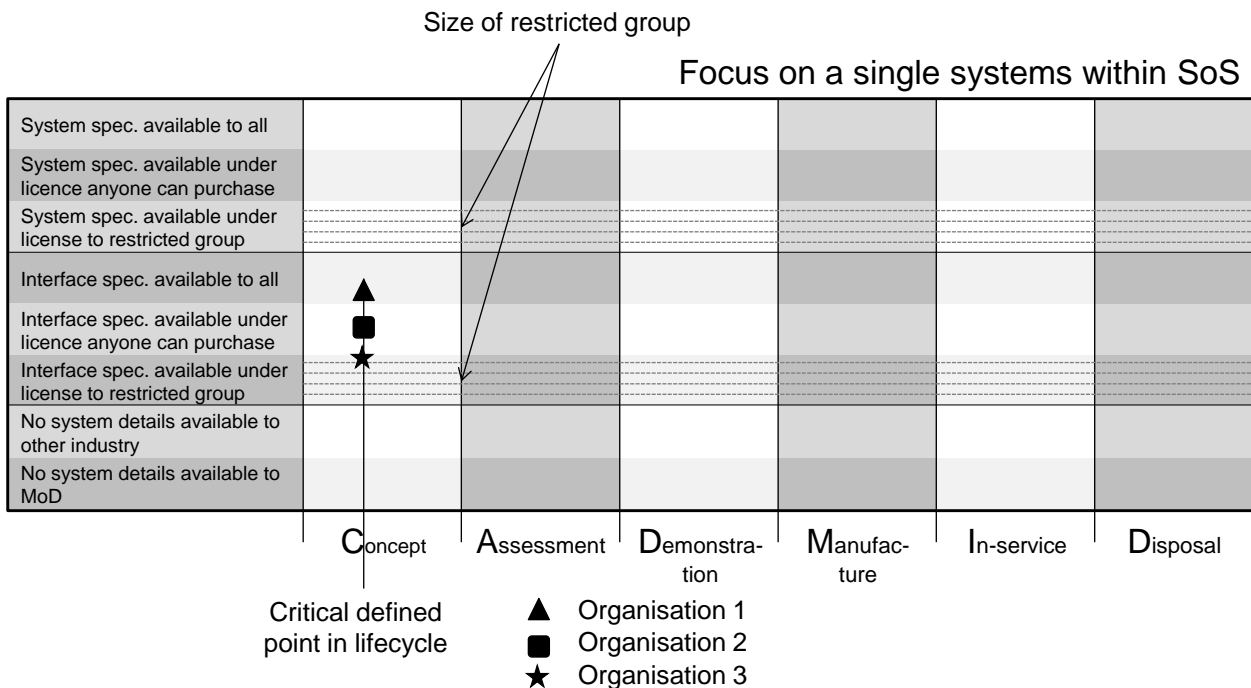 Size of restricted group
Focus on a single systems within SoS
System spec. available to all
System spec. available under
licence anyone can purchase
System spec. available under
license to restricted group
Interface spec. available to all
Interface spec. available under
licence anyone can purchase
Interface spec. available under
license to restricted group
No system details available to
other industry
No system details available to
MoD
Concept
Assessment
Demonstra-
tion
Manufac-
ture
In-service
Disposal
Critical defined
point in lifecycle
Organisation 1
Organisation 2
Organisation 3